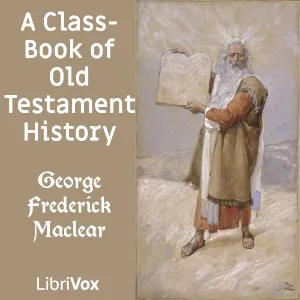 A Class-
Book of
Old
Testament
History
George
Frederick
Maclear
LibriVox